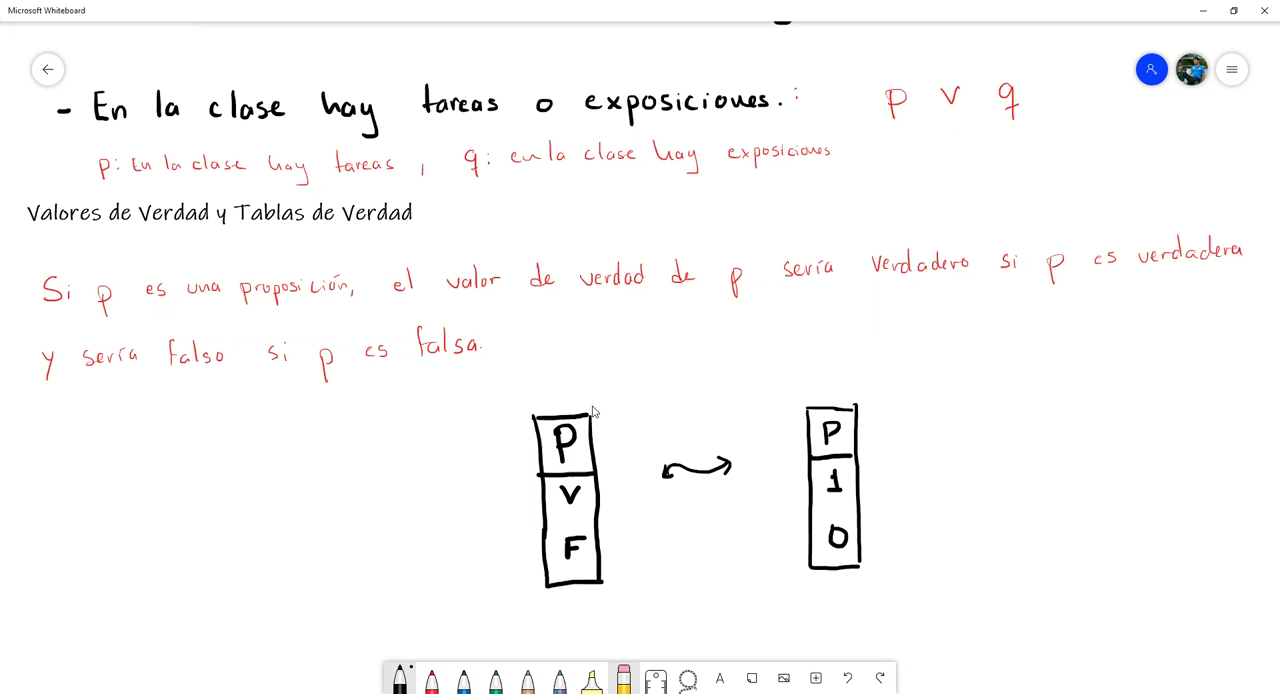 Microsoft Whiteboard
- En la clase hay tareas o exposiciones. : p v q
p: En la clase hay tareas, q: en la clase hay exposiciones
Valores de Verdad y Tablas de Verdad
Si p es una proposición, el valor de verdad de p sería verdadero si p es verdadera
y sería falso si p es falsa.
P P
V 1
F 0
A